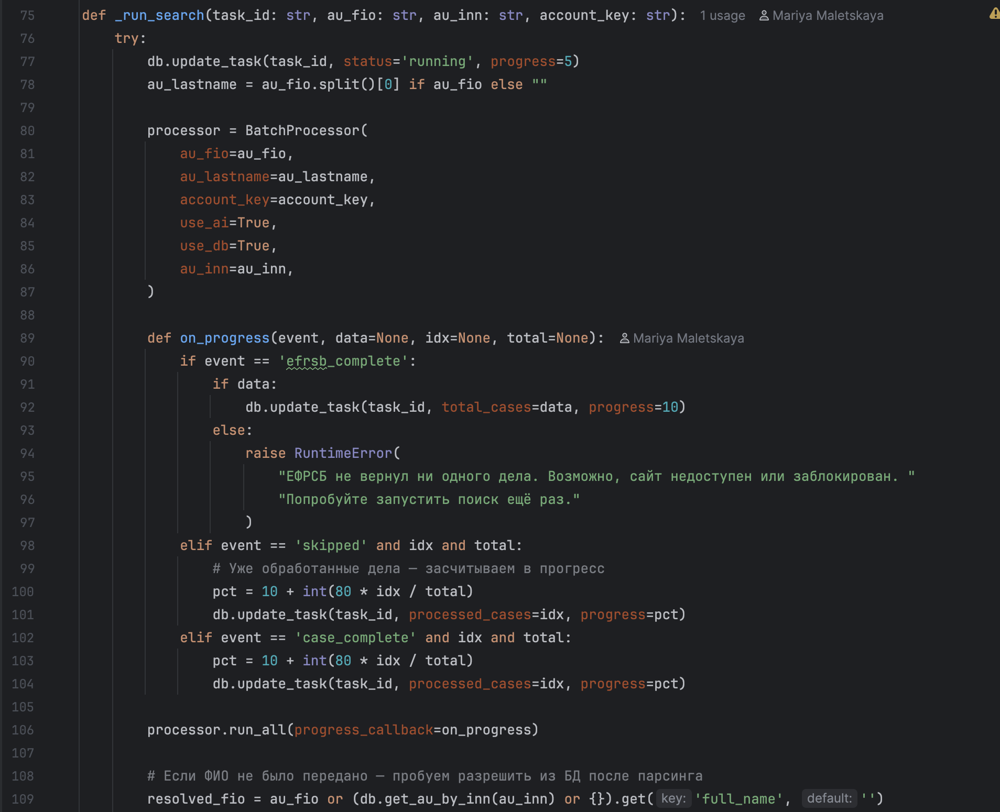 75 def _run_search(task_id: str, au_fio: str, au_inn: str, account_key: str): 1 usage Mariya Maletskaya
76 try:
77 db.update_task(task_id, status='running', progress=5)
78 au_lastname = au_fio.split()[0] if au_fio else ""
79
80 processor = BatchProcessor(
81 au_fio=au_fio,
82 au_lastname=au_lastname,
83 account_key=account_key,
84 use_ai=True,
85 use_db=True,
86 au_inn=au_inn,
87 )
88
89 def on_progress(event, data=None, idx=None, total=None): Mariya Maletskaya
90 if event == 'efrsb_complete':
91 if data:
92 db.update_task(task_id, total_cases=data, progress=10)
93 else:
94 raise RuntimeError(
95 "ЕФРСБ не вернул ни одного дела. Возможно, сайт недоступен или заблокирован. "
96 "Попробуйте запустить поиск ещё раз."
97 )
98 elif event == 'skipped' and idx and total:
99 # Уже обработанные дела — засчитываем в прогресс
100 pct = 10 + int(80 * idx / total)
101 db.update_task(task_id, processed_cases=idx, progress=pct)
102 elif event == 'case_complete' and idx and total:
103 pct = 10 + int(80 * idx / total)
104 db.update_task(task_id, processed_cases=idx, progress=pct)
105
106 processor.run_all(progress_callback=on_progress)
107
108 # Если ФИО не было передано — пробуем разрешить из БД после парсинга
109 resolved_fio = au_fio or (db.get_au_by_inn(au_inn) or {}).get( key: 'full_name', default: '')